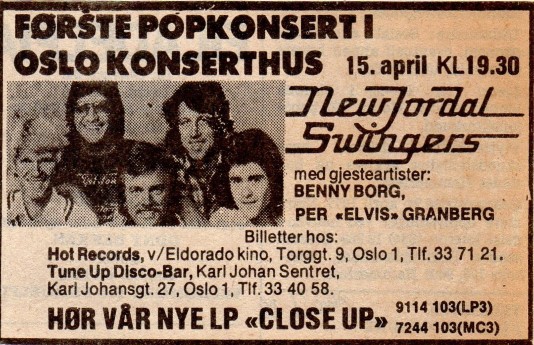 FØRSTE POPKONSERT I
OSLO KONSERTHUS 15. april KL19.30
New Jordal
Swingers
med gjesteartister:
BENNY BORG,
PER «ELVIS» GRANBERG
Billetter hos:
Hot Records, v/Eldorado kino, Torggt. 9, Oslo 1, Tlf. 33 71 21.
Tune Up Disco-Bar, Karl Johan Sentret,
Karl Johansgt. 27, Oslo 1, Tlf. 33 40 58.
HØR VÅR NYE LP «CLOSE UP» 9114 103(LP3)
7244 103(MC3)